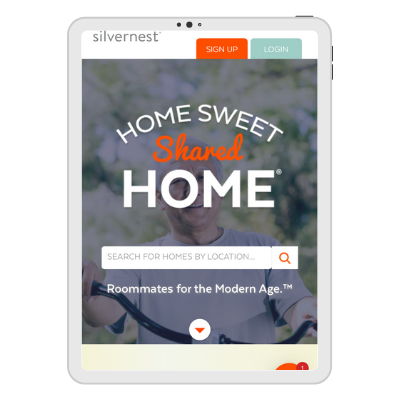 silvernest
SIGN UP
LOGIN
HOME SWEET
Shared
HOME®
SEARCH FOR HOMES BY LOCATION...
Roommates for the Modern Age.™
1